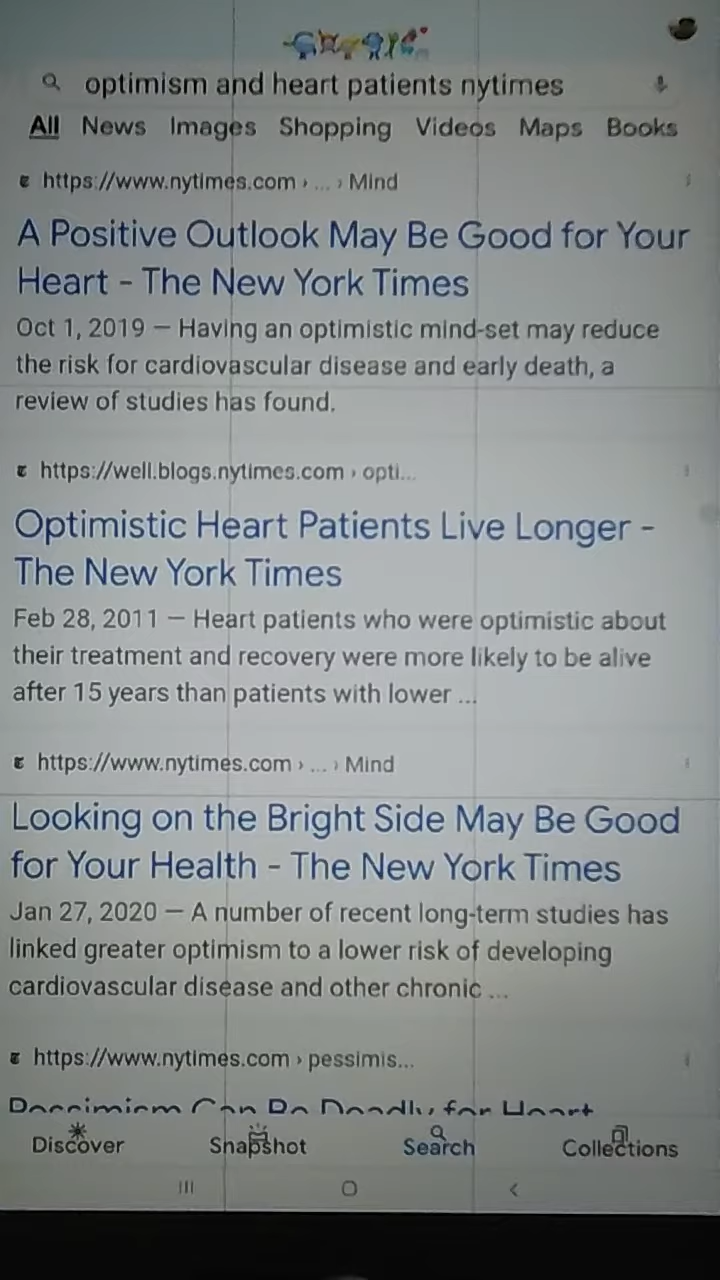 optimism and heart patients nytimes
All News Images Shopping Videos Maps Books
https://www.nytimes.com › ... › Mind
A Positive Outlook May Be Good for Your
Heart - The New York Times
Oct 1, 2019 — Having an optimistic mind-set may reduce
the risk for cardiovascular disease and early death, a
review of studies has found.
https://well.blogs.nytimes.com › opti...
Optimistic Heart Patients Live Longer -
The New York Times
Feb 28, 2011 — Heart patients who were optimistic about
their treatment and recovery were more likely to be alive
after 15 years than patients with lower ...
https://www.nytimes.com › ... › Mind
Looking on the Bright Side May Be Good
for Your Health - The New York Times
Jan 27, 2020 — A number of recent long-term studies has
linked greater optimism to a lower risk of developing
cardiovascular disease and other chronic ...
https://www.nytimes.com › pessimis...
Pessimism Can Be Deadly for Heart
Discover Snapshot Search Collections